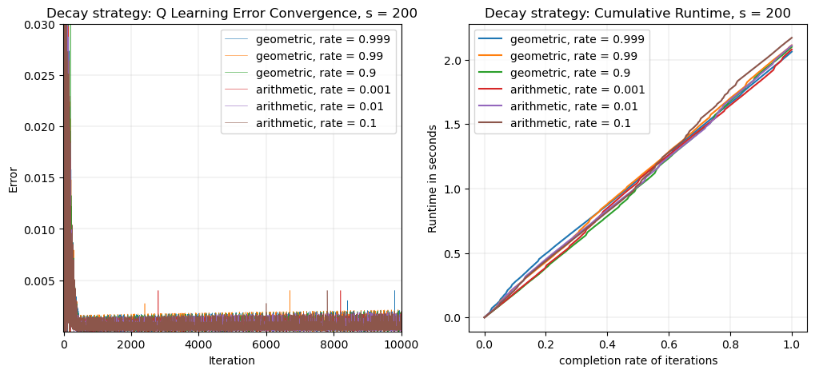 Decay strategy: Q Learning Error Convergence, s = 200
0.030
0.025
0.020
0.015
0.010
0.005
Error
geometric, rate = 0.999
geometric, rate = 0.99
geometric, rate = 0.9
arithmetic, rate = 0.001
arithmetic, rate = 0.01
arithmetic, rate = 0.1
0 2000 4000 6000 8000 10000
Iteration
Decay strategy: Cumulative Runtime, s = 200
2.0
1.5
1.0
0.5
0.0
Runtime in seconds
geometric, rate = 0.999
geometric, rate = 0.99
geometric, rate = 0.9
arithmetic, rate = 0.001
arithmetic, rate = 0.01
arithmetic, rate = 0.1
0.0 0.2 0.4 0.6 0.8 1.0
completion rate of iterations